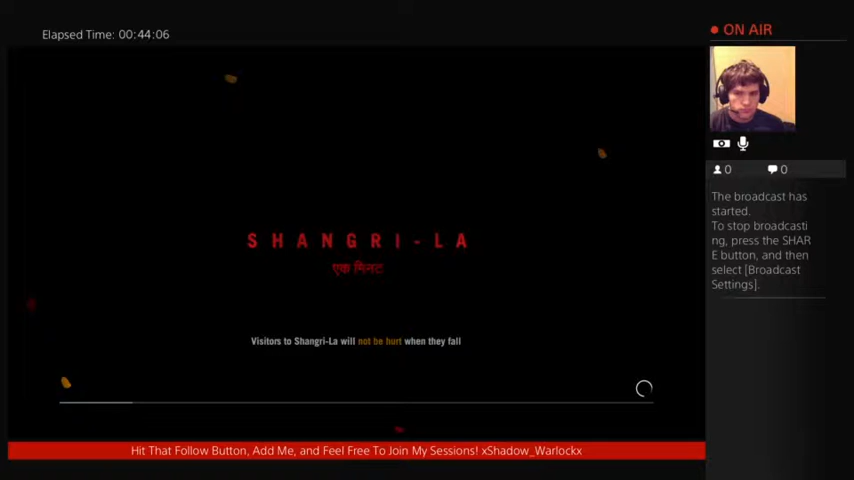 Elapsed Time: 00:44:06
ON AIR
0 0
The broadcast has
started.
To stop broadcasti
ng, press the SHAR
E button, and then
select [Broadcast
Settings].
SHANGRI-LA
एक मिनट
Visitors to Shangri-La will not be hurt when they fall
Hit That Follow Button, Add Me, and Feel Free To Join My Sessions! xShadow_Warlockx